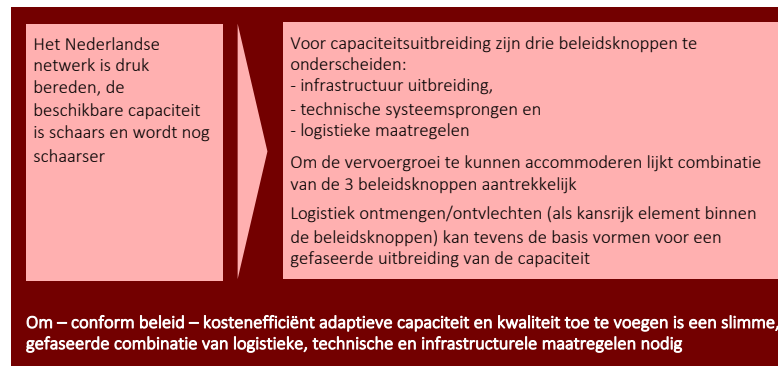 Het Nederlandse
netwerk is druk
bereden, de
beschikbare capaciteit
is schaars en wordt nog
schaarser
Voor capaciteitsuitbreiding zijn drie beleidsknoppen te
onderscheiden:
- infrastructuur uitbreiding,
- technische systeemsprongen en
- logistieke maatregelen
Om de vervoergroei te kunnen accommoderen lijkt combinatie
van de 3 beleidsknoppen aantrekkelijk
Logistiek ontmengen/ontvlechten (als kansrijk element binnen
de beleidsknoppen) kan tevens de basis vormen voor een
gefaseerde uitbreiding van de capaciteit
Om – conform beleid – kostenefficiënt adaptieve capaciteit en kwaliteit toe te voegen is een slimme,
gefaseerde combinatie van logistieke, technische en infrastructurele maatregelen nodig